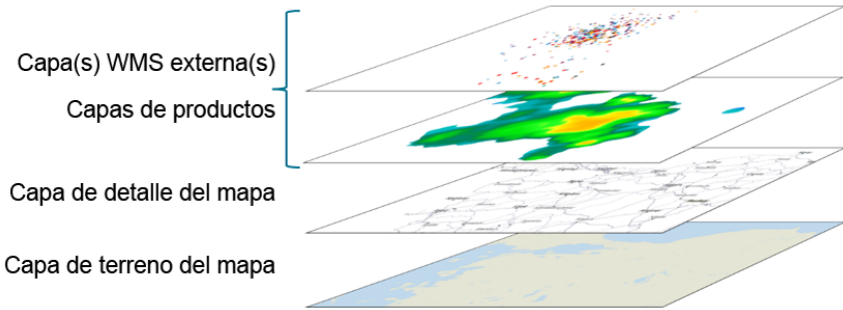 Capa(s) WMS externa(s)
Capas de productos
Capa de detalle del mapa
Capa de terreno del mapa